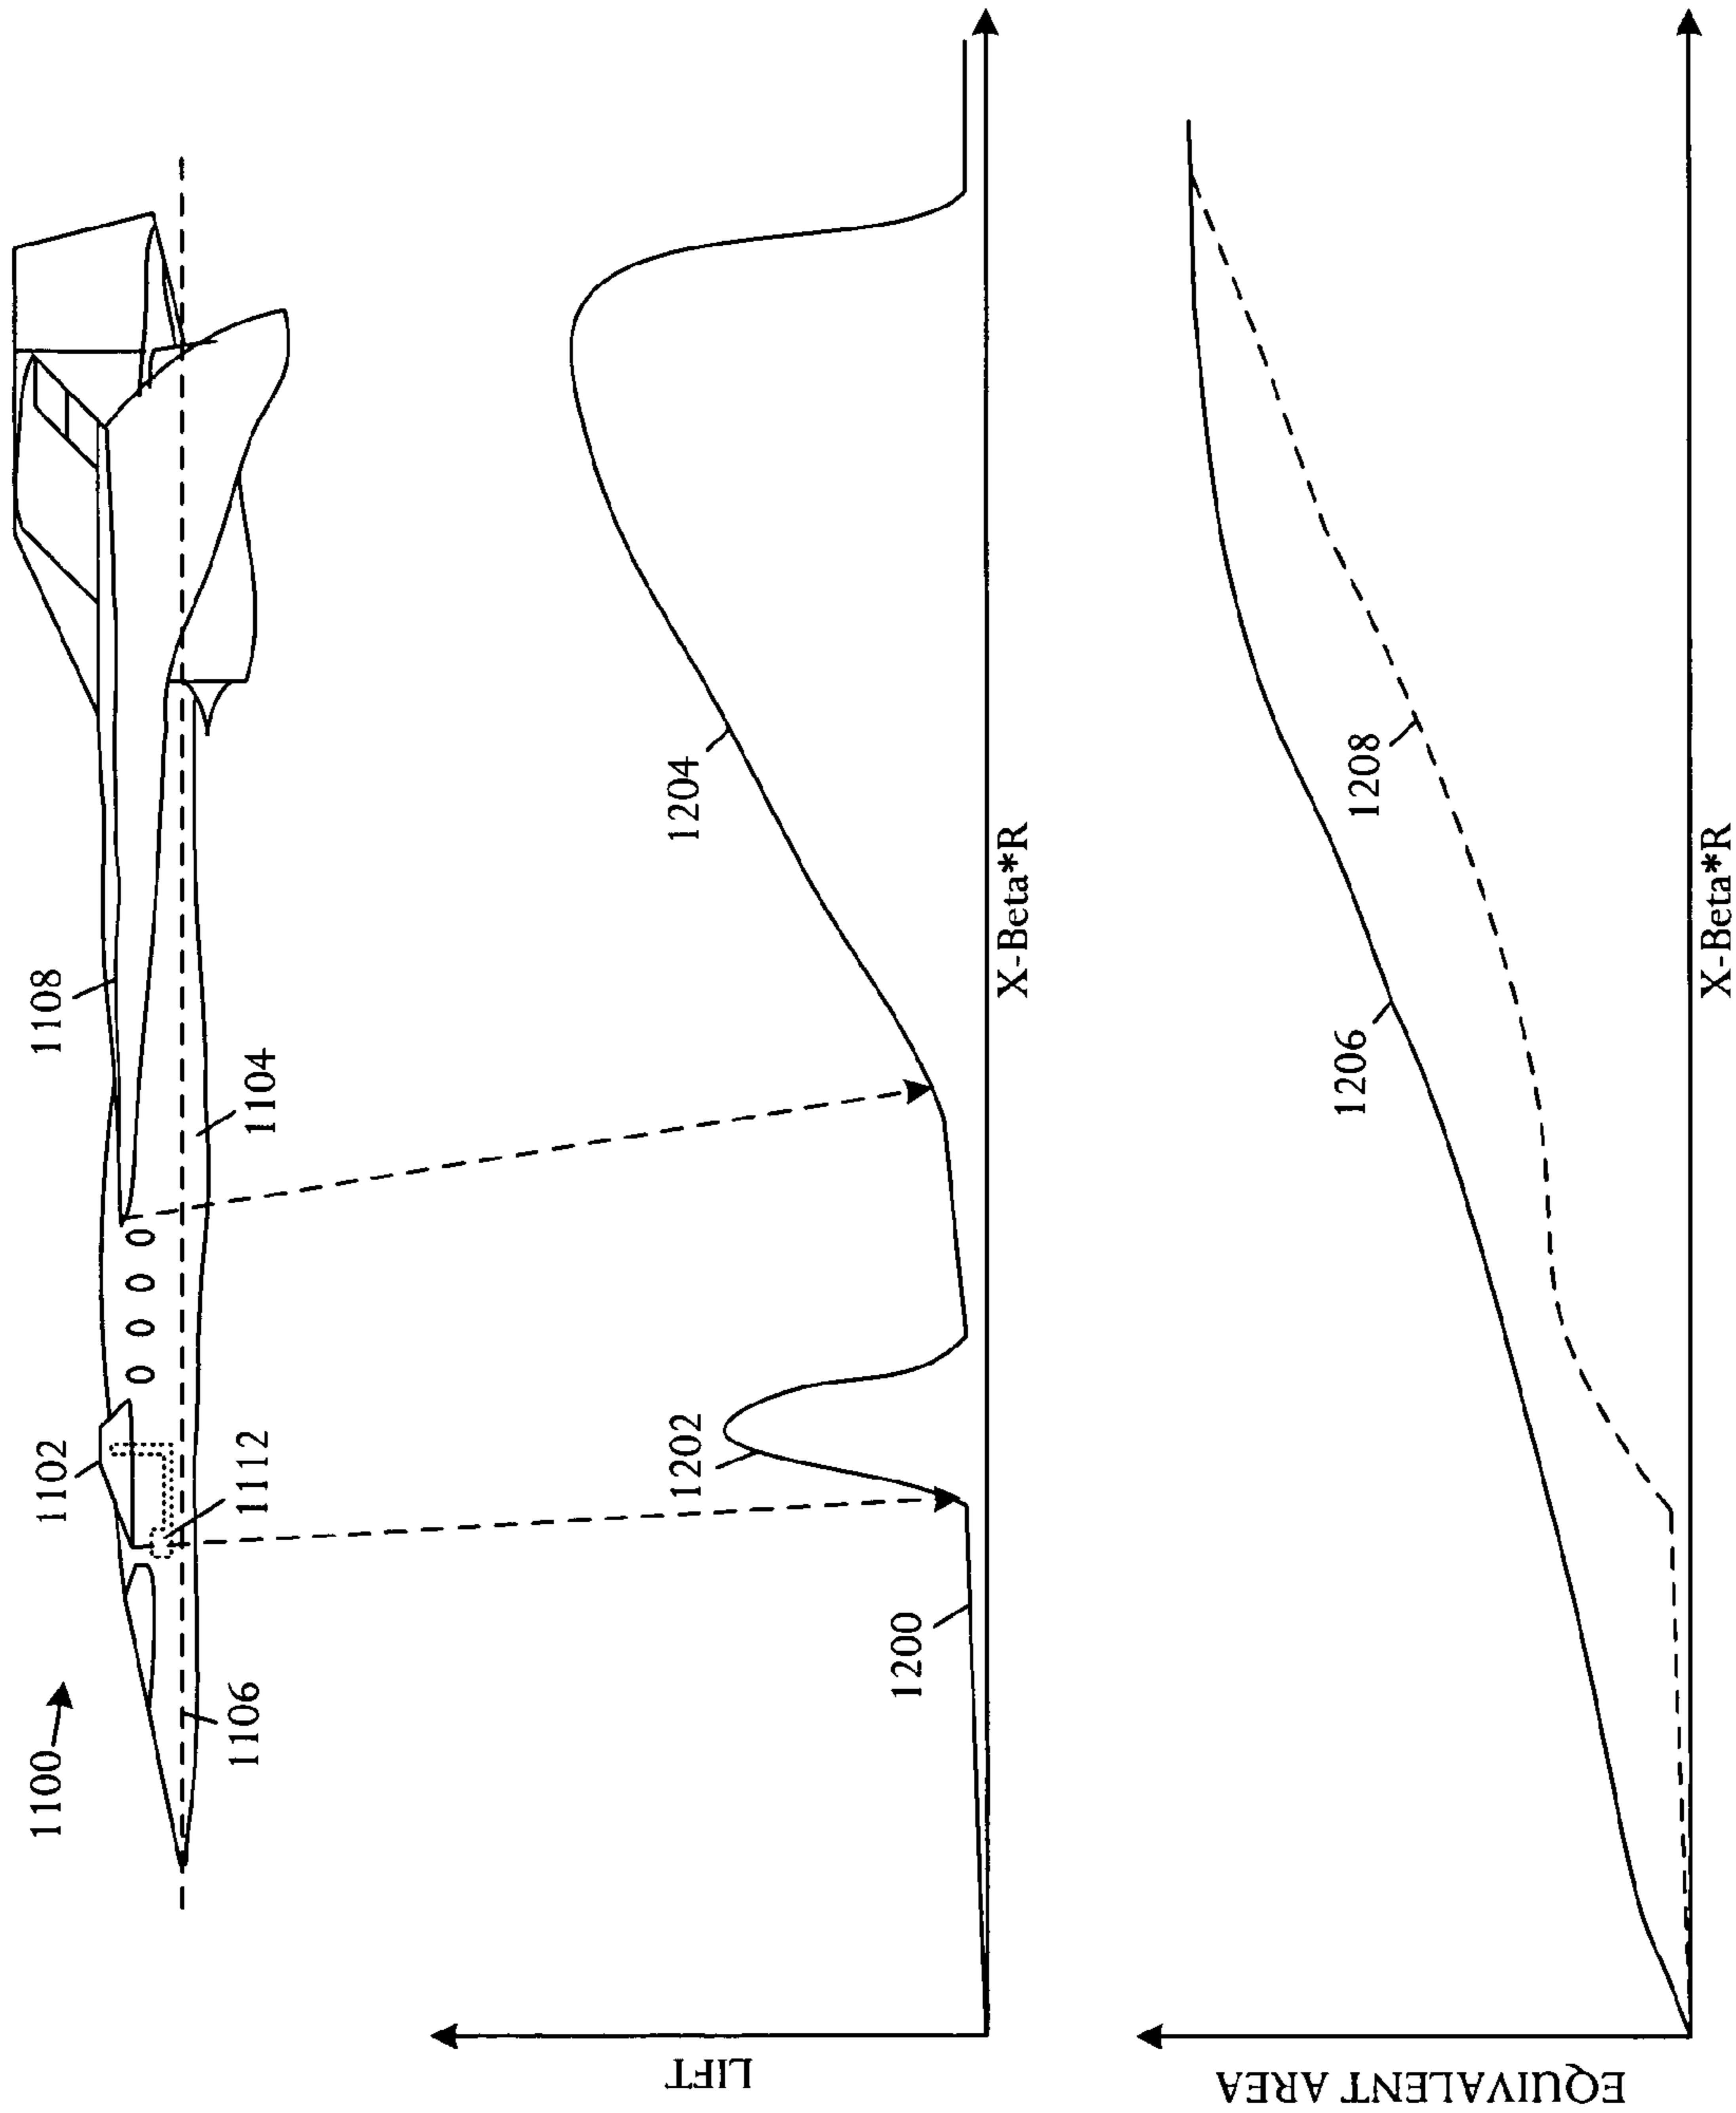 1100
1102
1108
1106
1112
1104
LIFT
1200
1202
1204
X-Beta*R
EQUIVALENT AREA
1206
1208
X-Beta*R